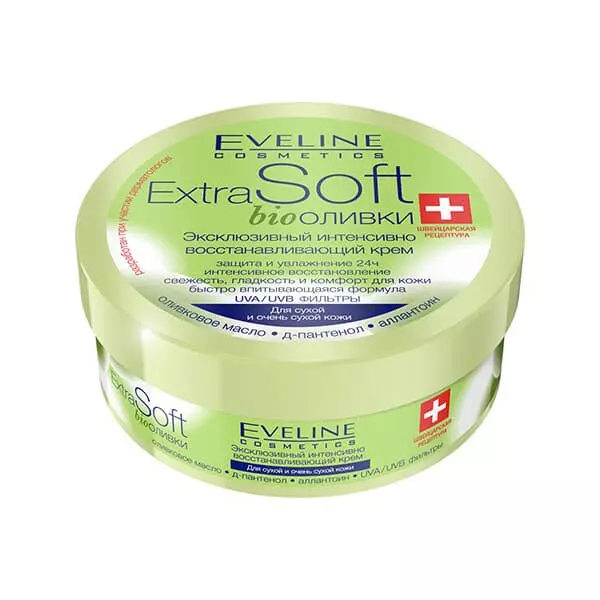 EVELINE
COSMETICS
Extra Soft
bio ОЛИВКИ
Эксклюзивный интенсивно
восстанавливающий крем
защита и увлажнение 24ч
интенсивное восстановление
свежесть, гладкость и комфорт для кожи
быстро впитывающаяся формула
UVA/UVB ФИЛЬТРЫ
Для сухой
и очень сухой кожи
оливковое масло • д-пантенол • аллантоин
разработан при участии дерматологов
ШВЕЙЦАРСКАЯ
РЕЦЕПТУРА
Extra Soft
bio ОЛИВКИ
EVELINE
COSMETICS
Эксклюзивный интенсивно
восстанавливающий крем
Для сухой и очень сухой кожи
оливковое масло • д-пантенол • аллантоин • UVA/UVB фильтры
ШВЕЙЦАРСКАЯ
РЕЦЕПТУРА